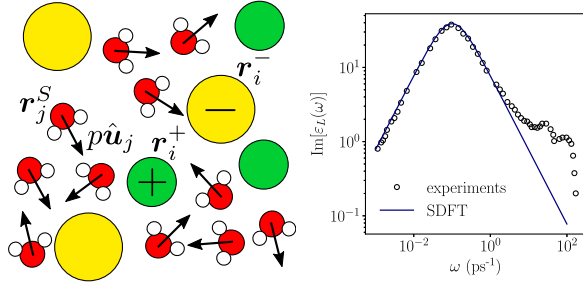 r_i^-
−
r_j^S
pû_j
r_i^+
+
Im[ε_L(ω)]
10^1
10^0
10^{-1}
experiments
SDFT
10^{-2}
10^0
10^2
ω (ps^{-1})